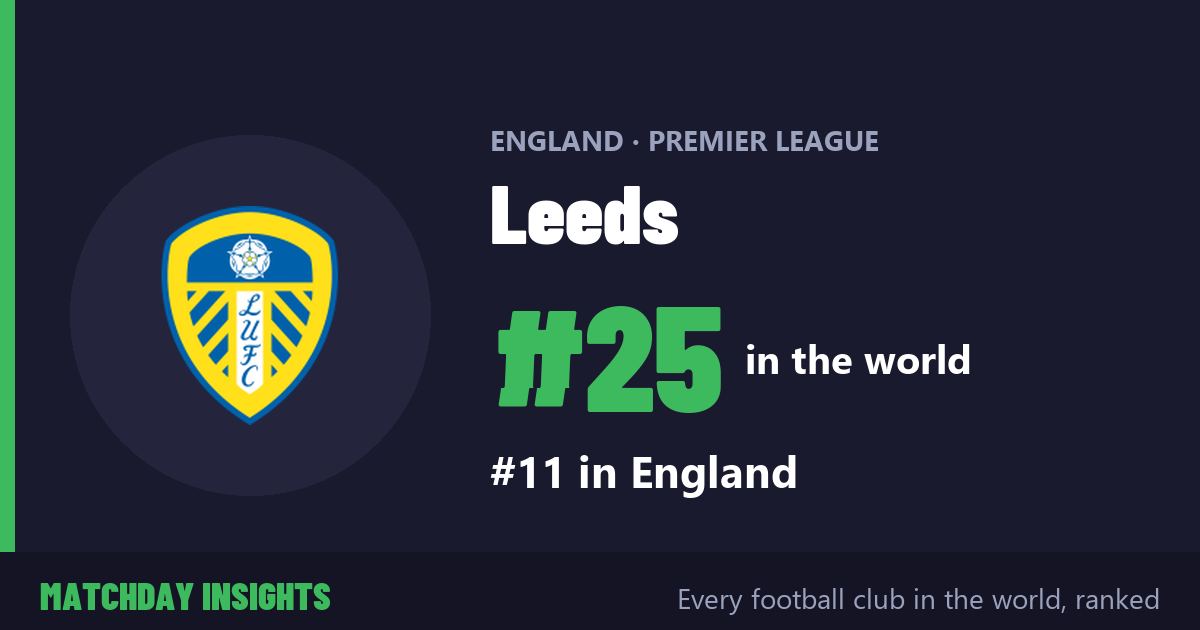 ENGLAND · PREMIER LEAGUE
Leeds
LUFC
#25 in the world
#11 in England
MATCHDAY INSIGHTS
Every football club in the world, ranked